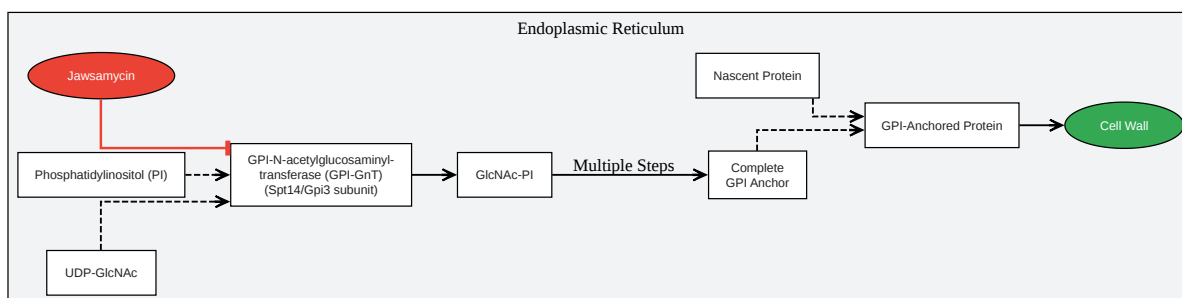 Endoplasmic Reticulum
Jawsamycin
Nascent Protein
GPI-Anchored Protein
Cell Wall
GPI-N-acetylglucosaminyl-
transferase (GPI-GnT)
(Spt14/Gpi3 subunit)
Phosphatidylinositol (PI)
GlcNAc-PI
Multiple Steps
Complete
GPI Anchor
UDP-GlcNAc